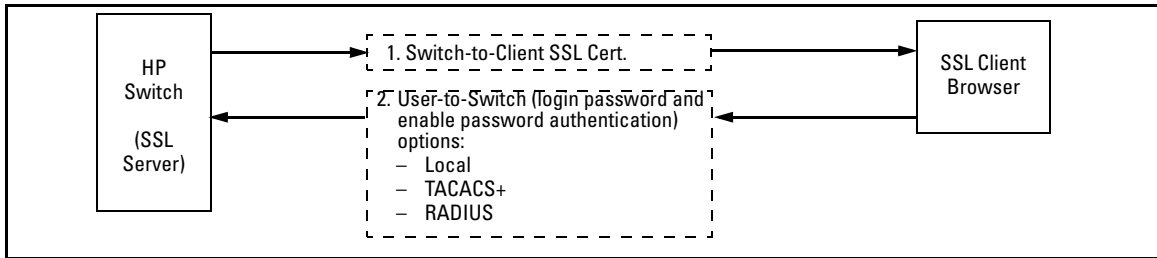 HP
Switch
(SSL
Server)
1. Switch-to-Client SSL Cert.
2. User-to-Switch (login password and
enable password authentication)
options:
– Local
– TACACS+
– RADIUS
SSL Client
Browser